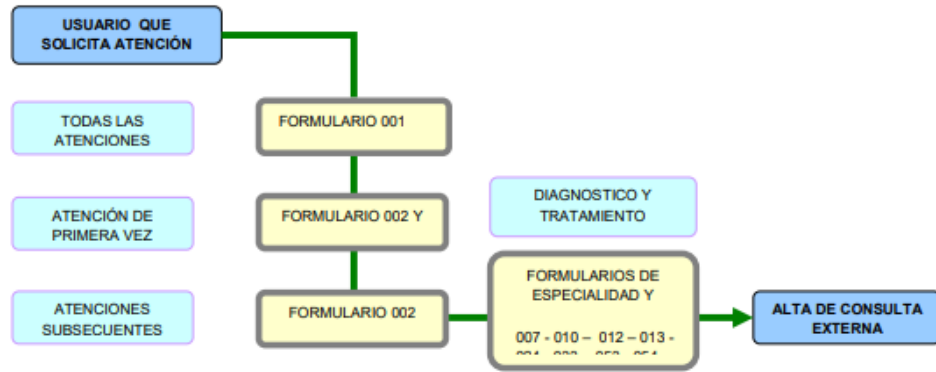 USUARIO QUE
SOLICITA ATENCIÓN
TODAS LAS
ATENCIONES
FORMULARIO 001
ATENCIÓN DE
PRIMERA VEZ
FORMULARIO 002 Y
DIAGNOSTICO Y
TRATAMIENTO
ATENCIONES
SUBSECUENTES
FORMULARIO 002
FORMULARIOS DE
ESPECIALIDAD Y
007 - 010 – 012 – 013 -
ALTA DE CONSULTA
EXTERNA